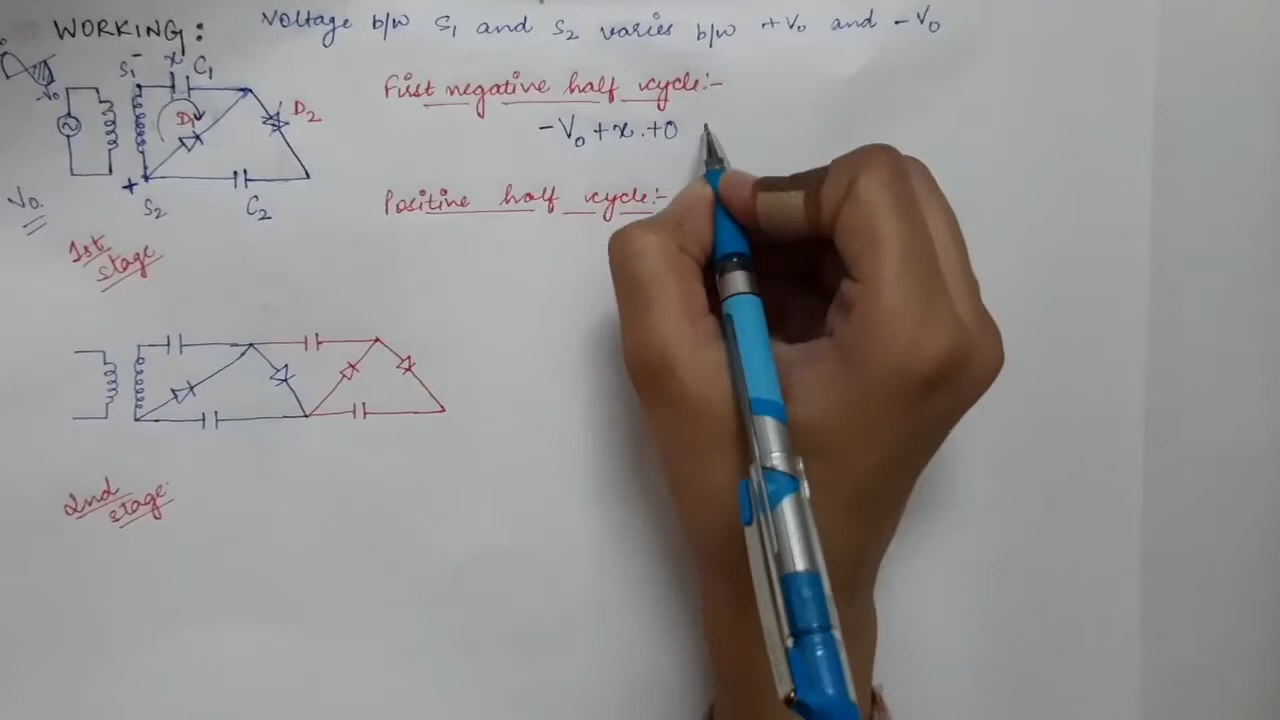 WORKING: Voltage b/w S1 and S2 varies b/w +V0 and -V0
S1 - x C1
First negative half cycle:-
V0
D1 D2
-V0 + x. + 0
+
V0. S2 C2
Positive half cycle:-
1st
stage
2nd
stage